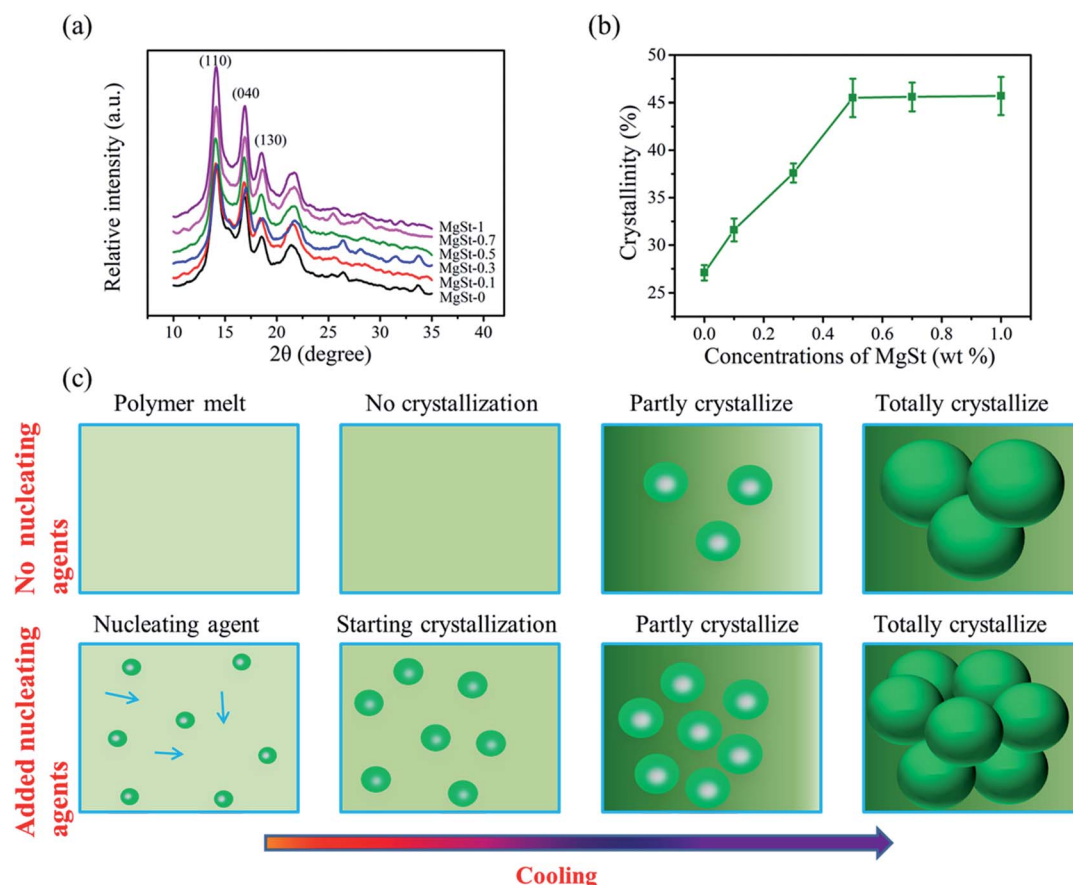 (a)
(110)
(040
(130)
Relative intensity (a.u.)
MgSt-1
MgSt-0.7
MgSt-0.5
MgSt-0.3
MgSt-0.1
MgSt-0
10 15 20 25 30 35 40
2θ (degree)
(b)
50
45
40
35
30
25
Crystallinity (%)
0.0 0.2 0.4 0.6 0.8 1.0
Concentrations of MgSt (wt %)
(c)
Polymer melt
No crystallization
Partly crystallize
Totally crystallize
No nucleating
agents
Nucleating agent
Starting crystallization
Partly crystallize
Totally crystallize
Added nucleating
agents
Cooling